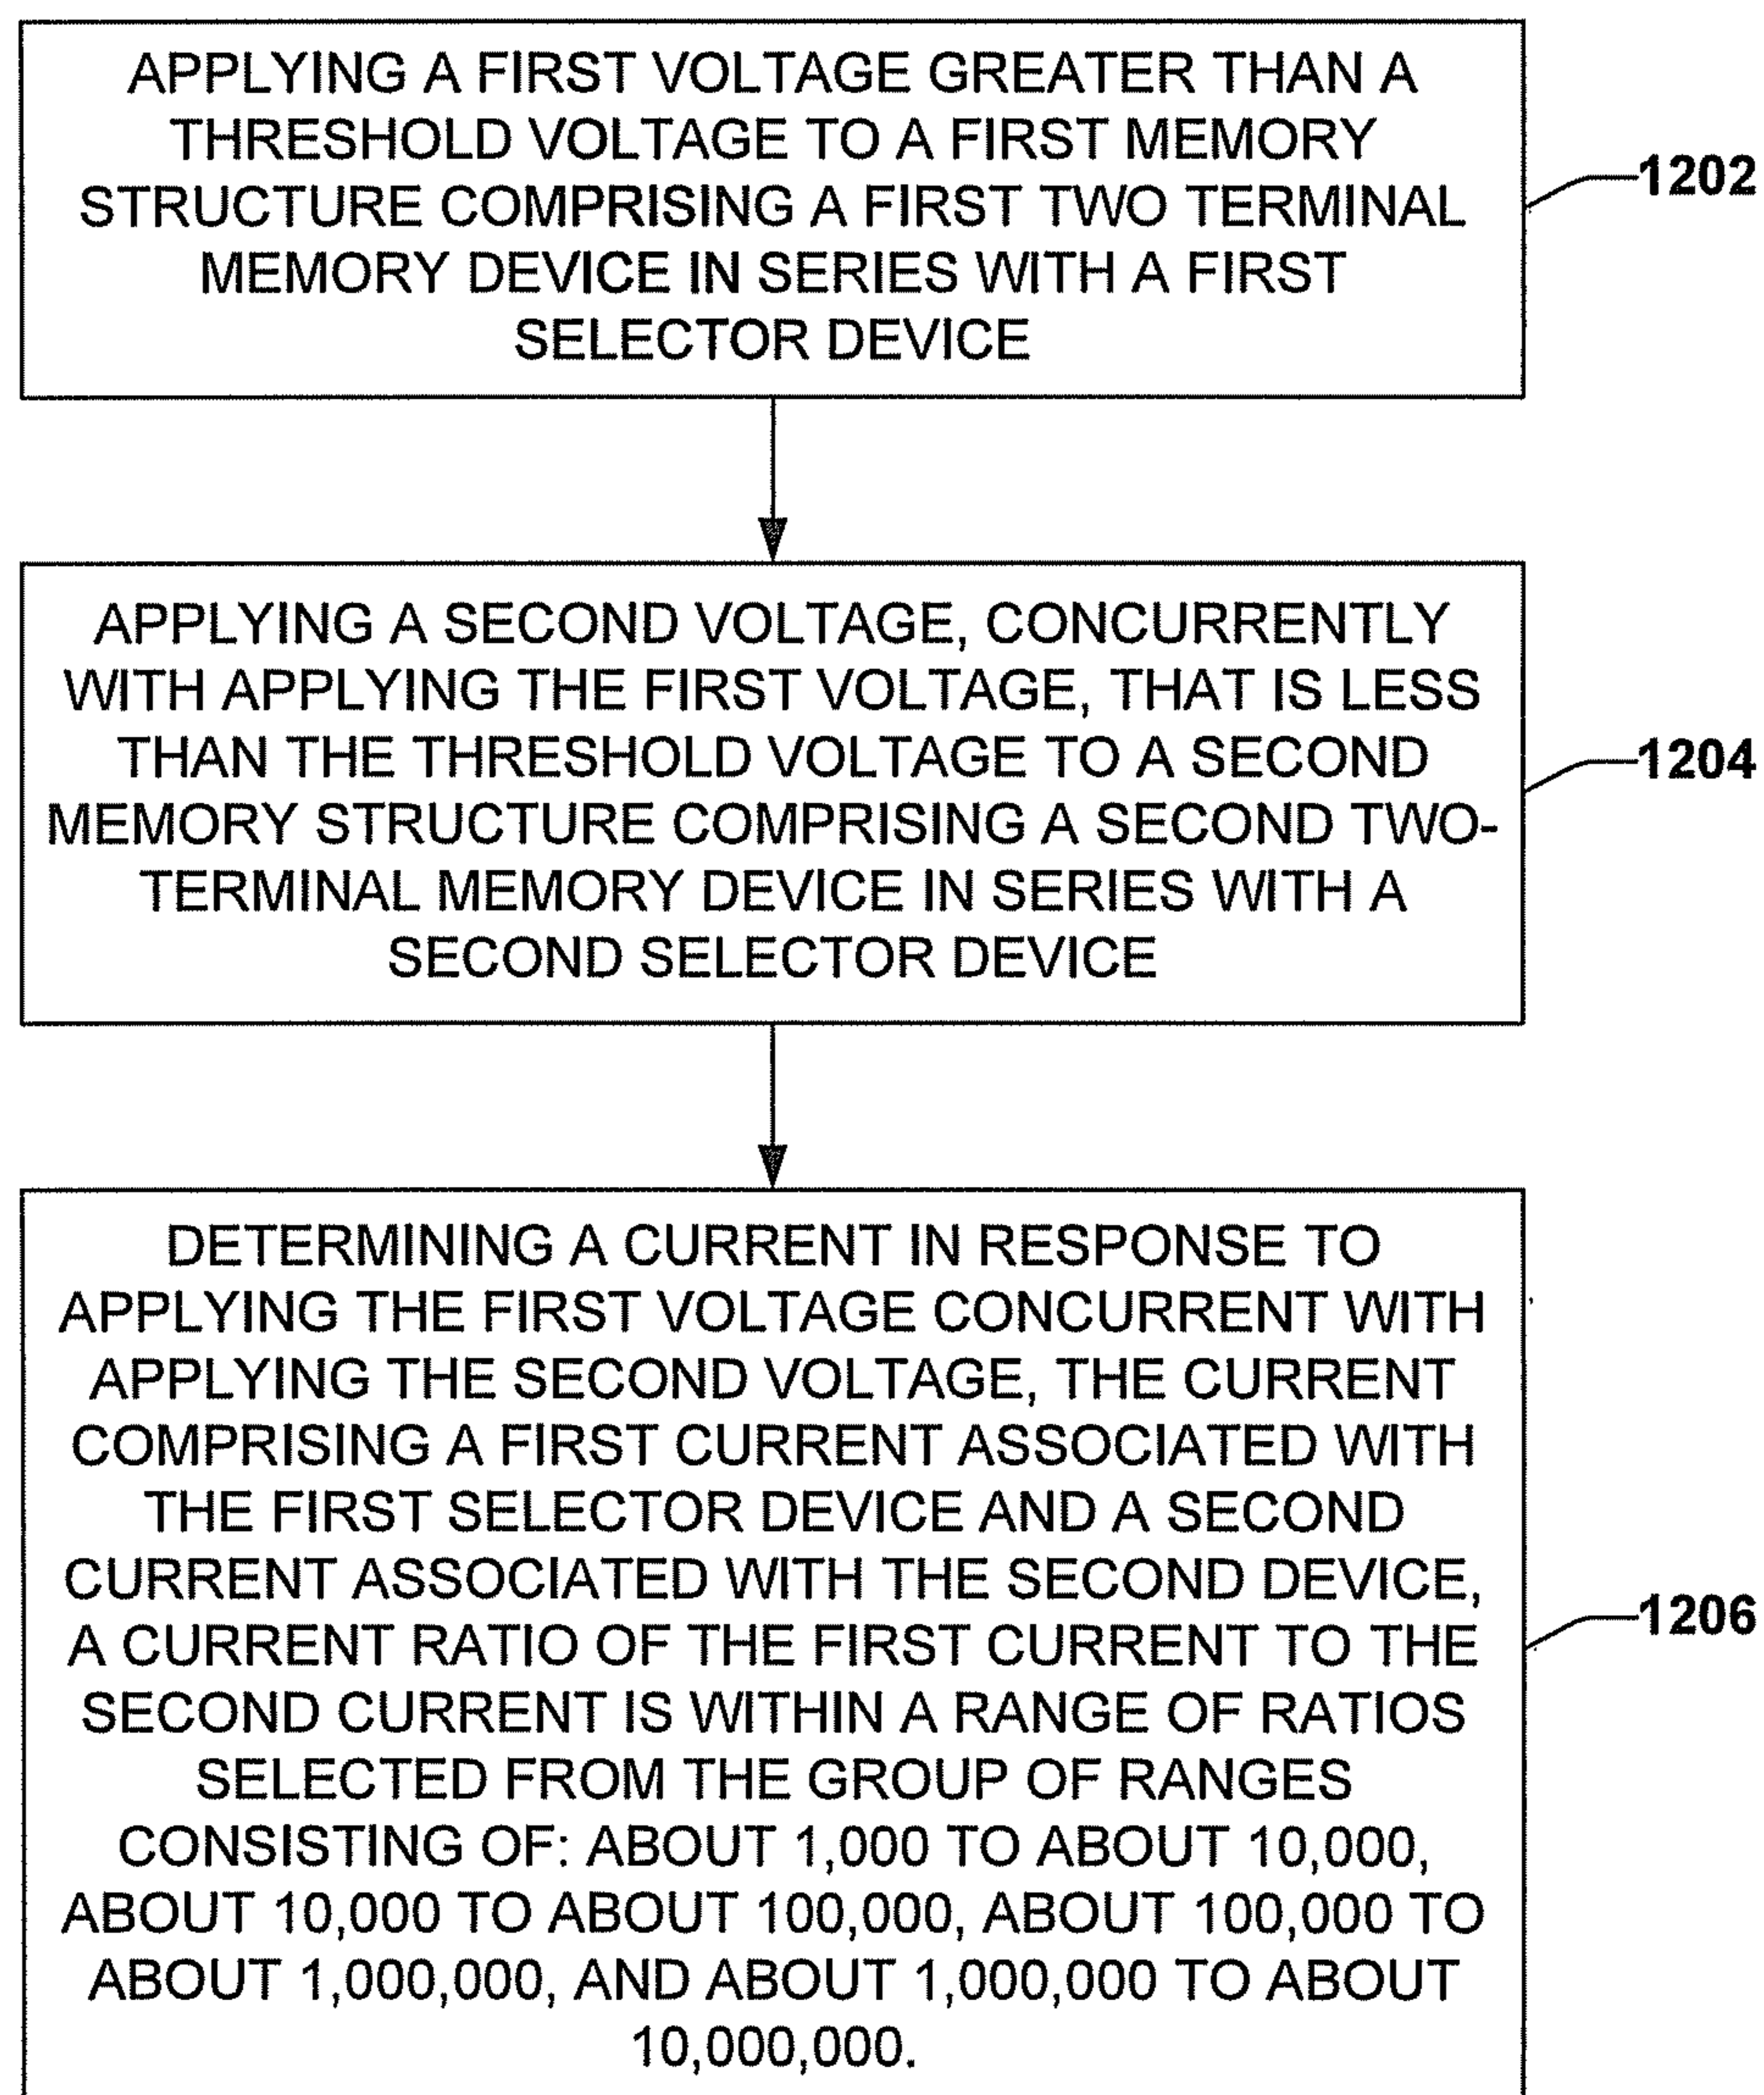 APPLYING A FIRST VOLTAGE GREATER THAN A
THRESHOLD VOLTAGE TO A FIRST MEMORY
STRUCTURE COMPRISING A FIRST TWO TERMINAL
MEMORY DEVICE IN SERIES WITH A FIRST
SELECTOR DEVICE
1202
APPLYING A SECOND VOLTAGE, CONCURRENTLY
WITH APPLYING THE FIRST VOLTAGE, THAT IS LESS
THAN THE THRESHOLD VOLTAGE TO A SECOND
MEMORY STRUCTURE COMPRISING A SECOND TWO-
TERMINAL MEMORY DEVICE IN SERIES WITH A
SECOND SELECTOR DEVICE
1204
DETERMINING A CURRENT IN RESPONSE TO
APPLYING THE FIRST VOLTAGE CONCURRENT WITH
APPLYING THE SECOND VOLTAGE, THE CURRENT
COMPRISING A FIRST CURRENT ASSOCIATED WITH
THE FIRST SELECTOR DEVICE AND A SECOND
CURRENT ASSOCIATED WITH THE SECOND DEVICE,
A CURRENT RATIO OF THE FIRST CURRENT TO THE
SECOND CURRENT IS WITHIN A RANGE OF RATIOS
SELECTED FROM THE GROUP OF RANGES
CONSISTING OF: ABOUT 1,000 TO ABOUT 10,000,
ABOUT 10,000 TO ABOUT 100,000, ABOUT 100,000 TO
ABOUT 1,000,000, AND ABOUT 1,000,000 TO ABOUT
10,000,000.
1206